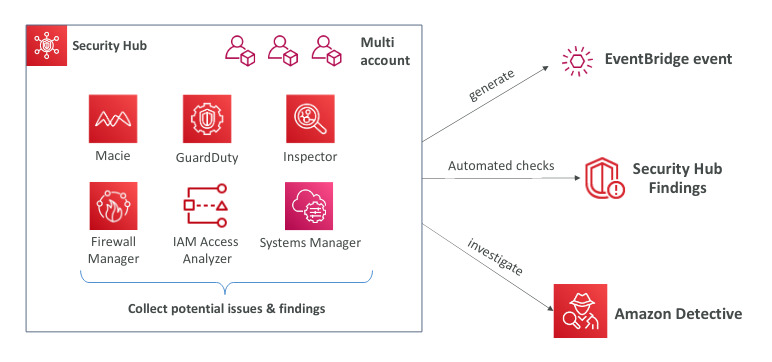 Security Hub
Multi
account
Macie
GuardDuty
Inspector
Firewall
Manager
IAM Access
Analyzer
Systems Manager
Collect potential issues & findings
generate
EventBridge event
Automated checks
Security Hub
Findings
investigate
Amazon Detective